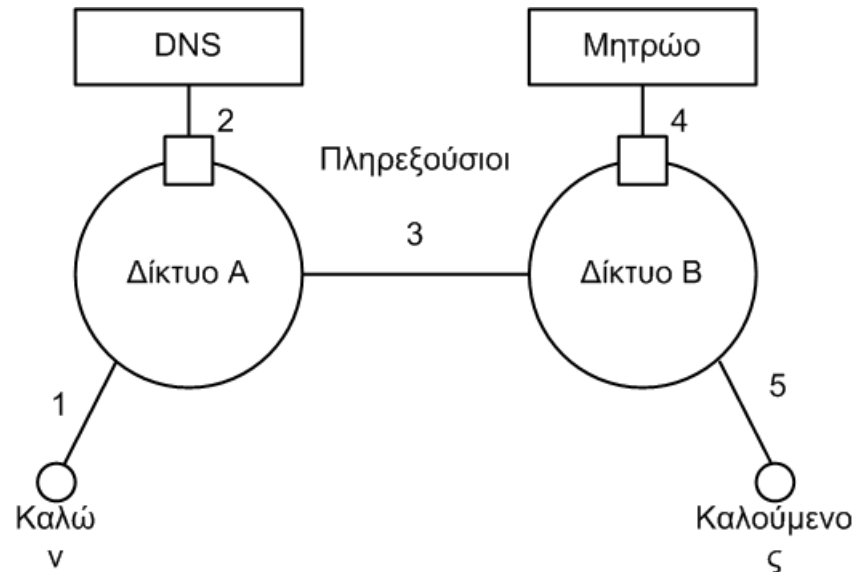 DNS
Μητρώο
2
4
Πληρεξούσιοι
3
Δίκτυο Α
Δίκτυο Β
1
5
Καλώ
ν
Καλούμενο
ς